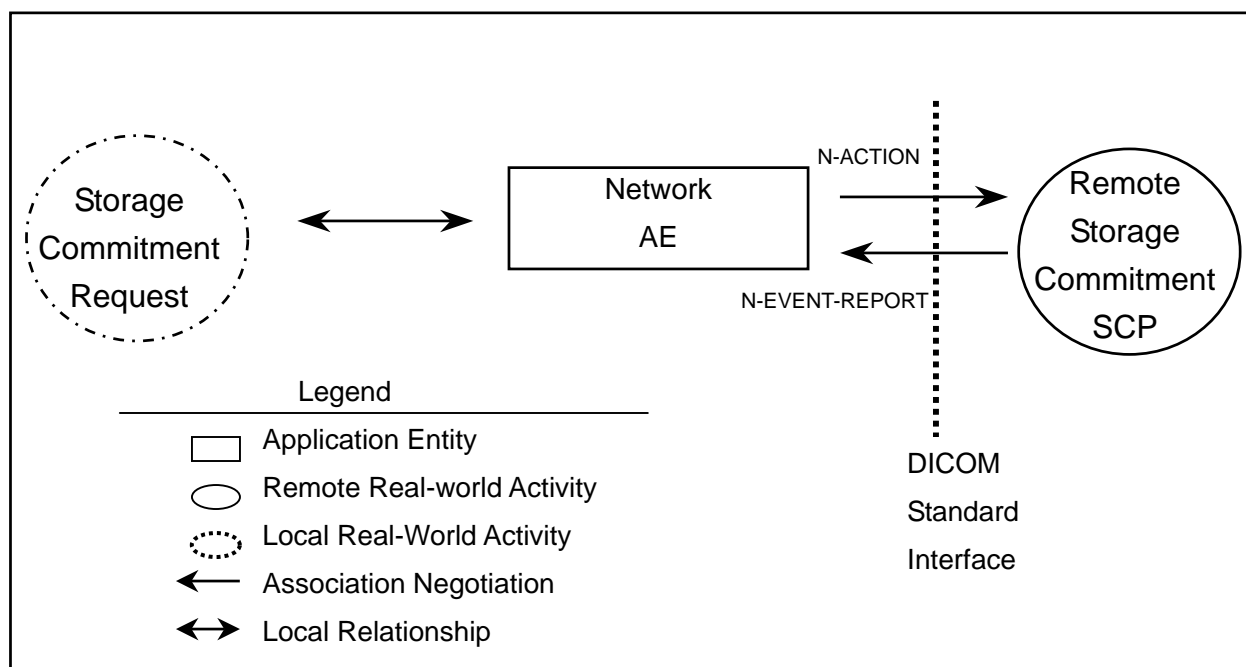 Storage
Commitment
Request
Network
AE
N-ACTION
N-EVENT-REPORT
Remote
Storage
Commitment
SCP
Legend
Application Entity
Remote Real-world Activity
Local Real-World Activity
Association Negotiation
Local Relationship
DICOM
Standard
Interface